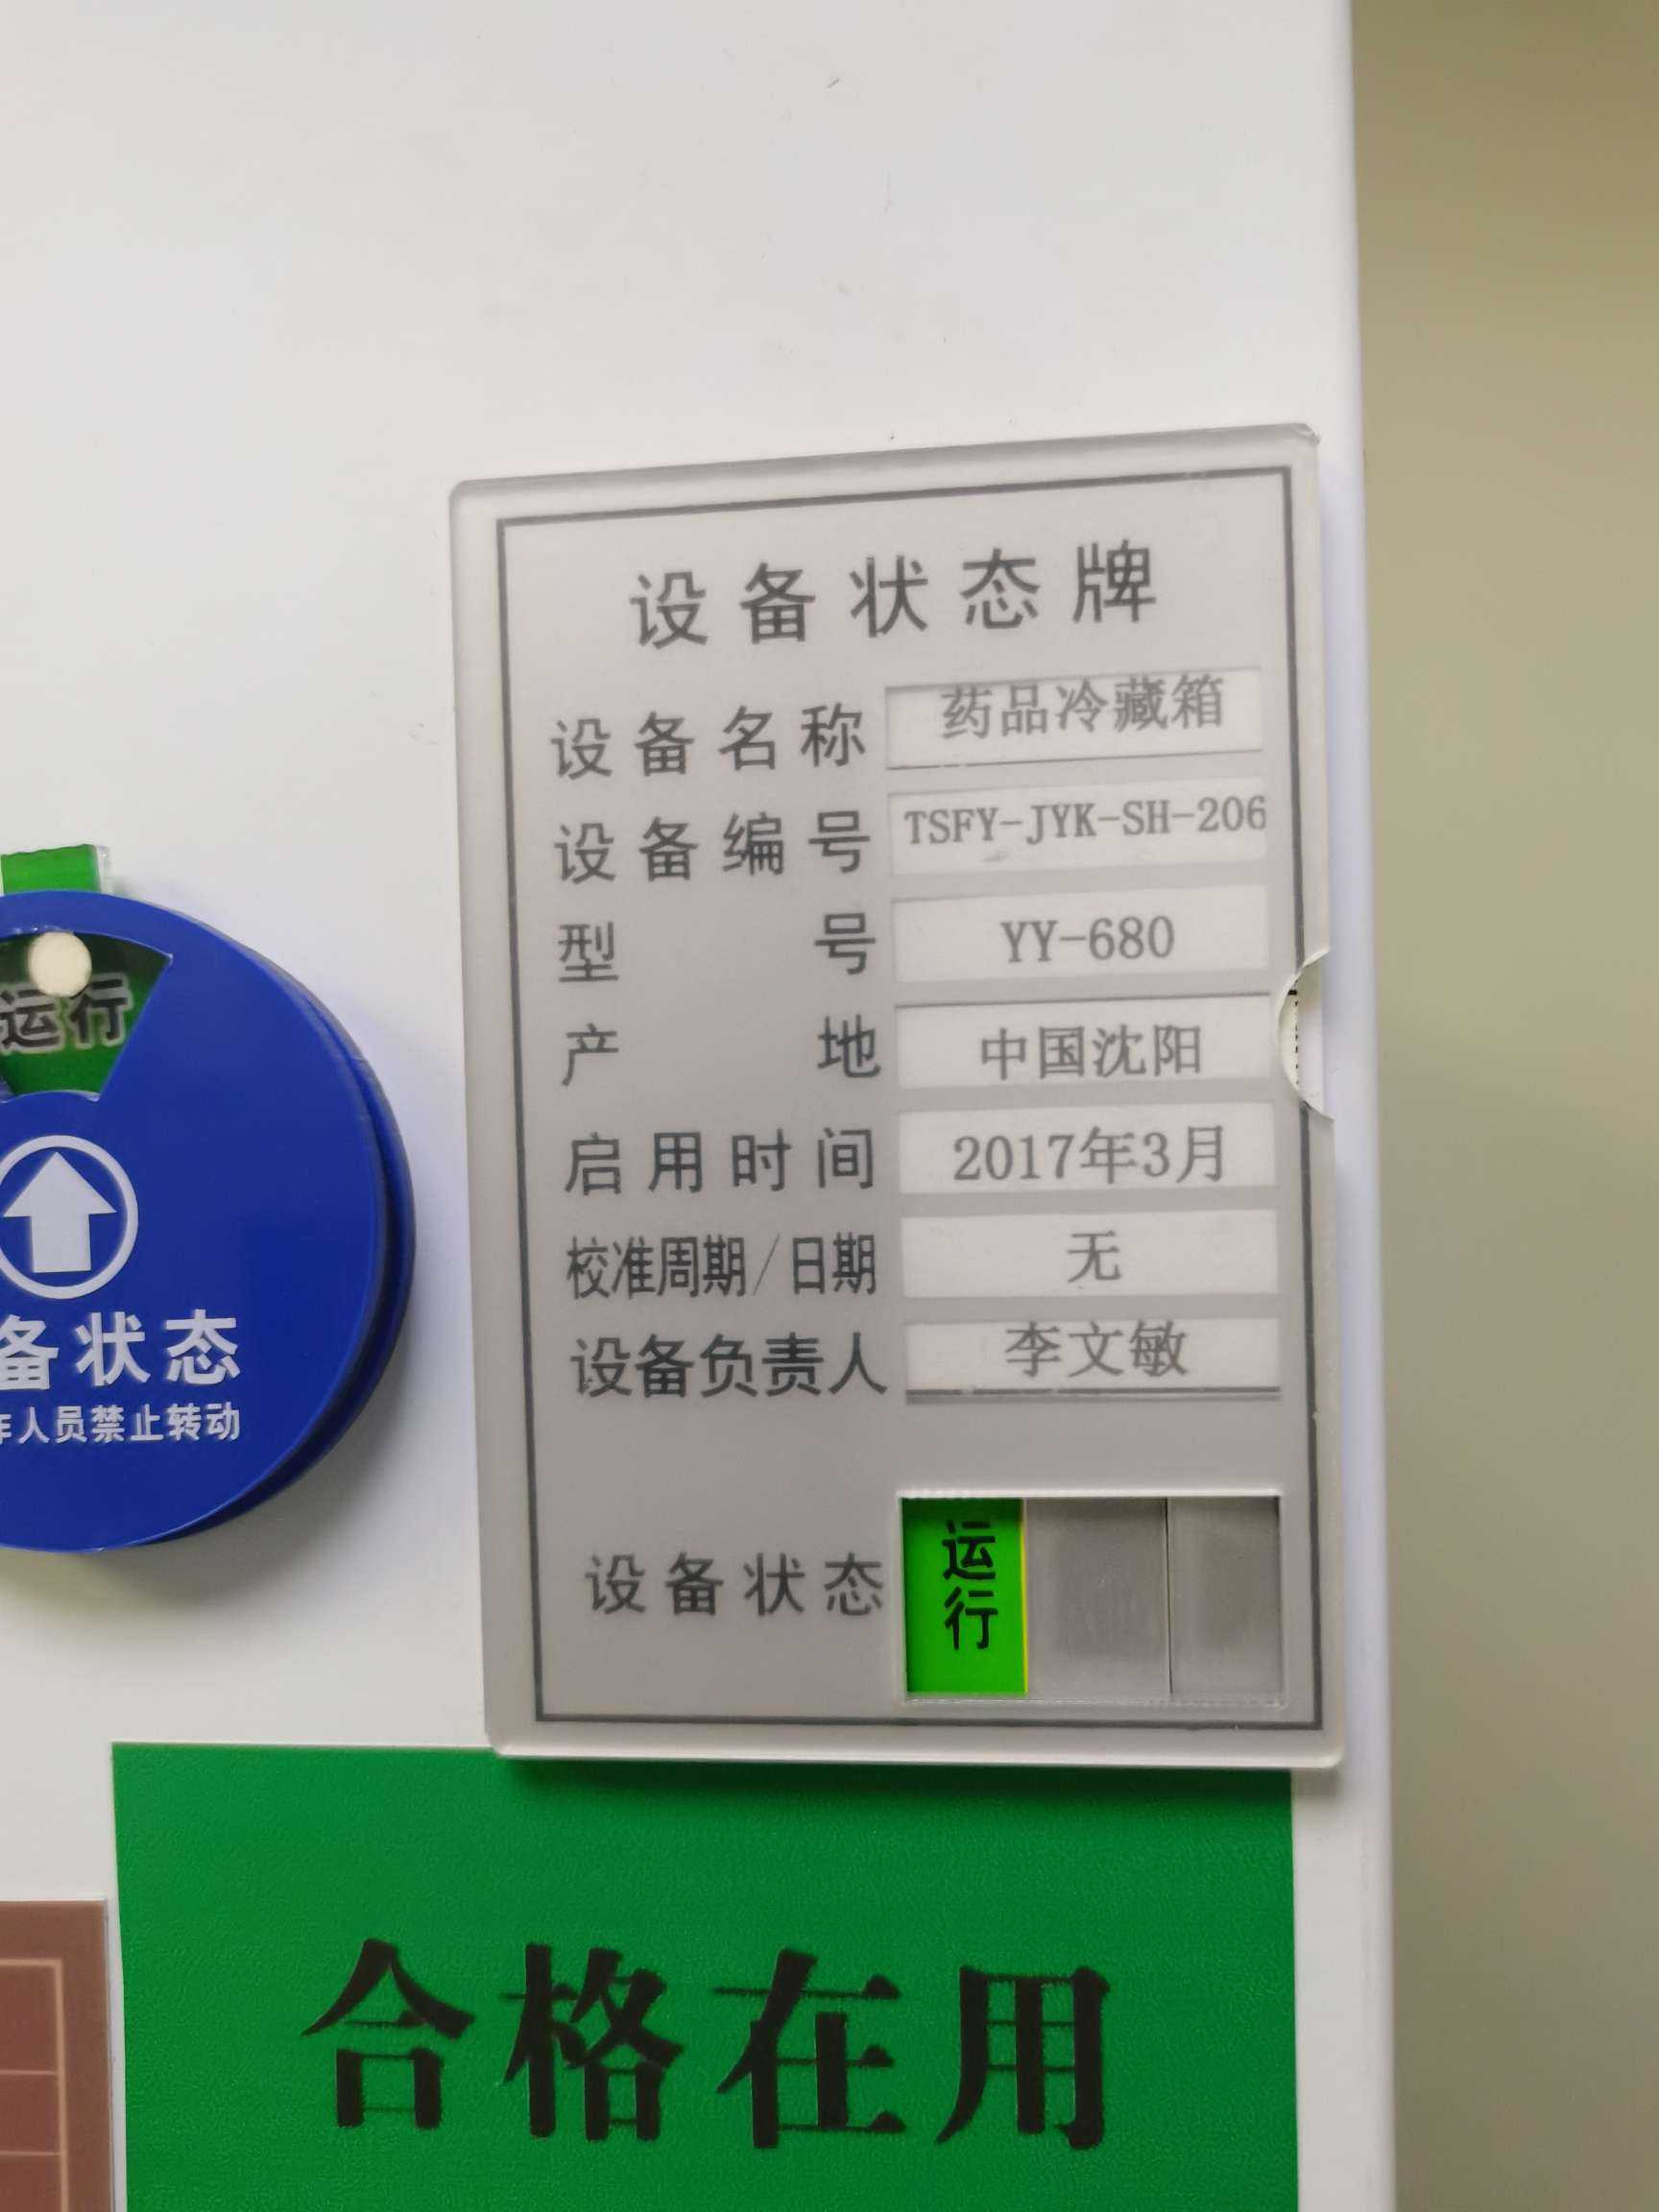 设备状态牌
设备名称 药品冷藏箱
设备编号 TSFY-JYK-SH-206
型号 YY-680
产地 中国沈阳
启用时间 2017年3月
校准周期/日期 无
设备负责人 李文敏
设备状态 运行
运行
备状态
作人员禁止转动
合格在用